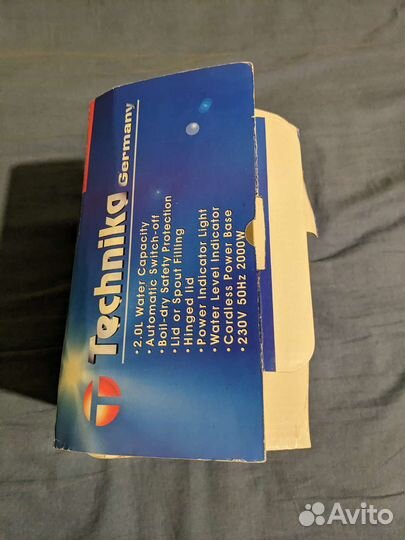 Technika
Germany
• 2.0L Water Capacity
• Automatic Switch-off
• Boil-dry Safety Protection
• Lid or Spout Filling
• Hinged lid
• Power Indicator Light
• Water Level Indicator
• Cordless Power Base
• 230V 50Hz 2000W
Avito